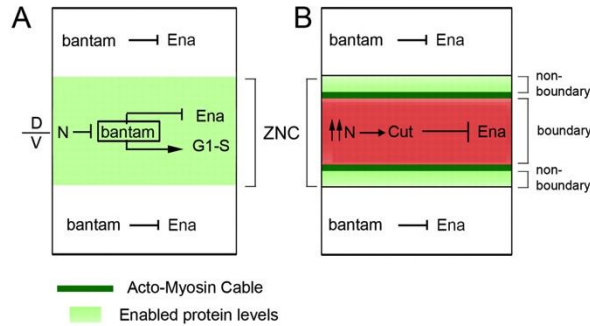 A
bantam Ena
D
V
N bantam
Ena
G1-S
bantam Ena
ZNC
B
bantam Ena
N Cut Ena
bantam Ena
non-
boundary
boundary
non-
boundary
Acto-Myosin Cable
Enabled protein levels